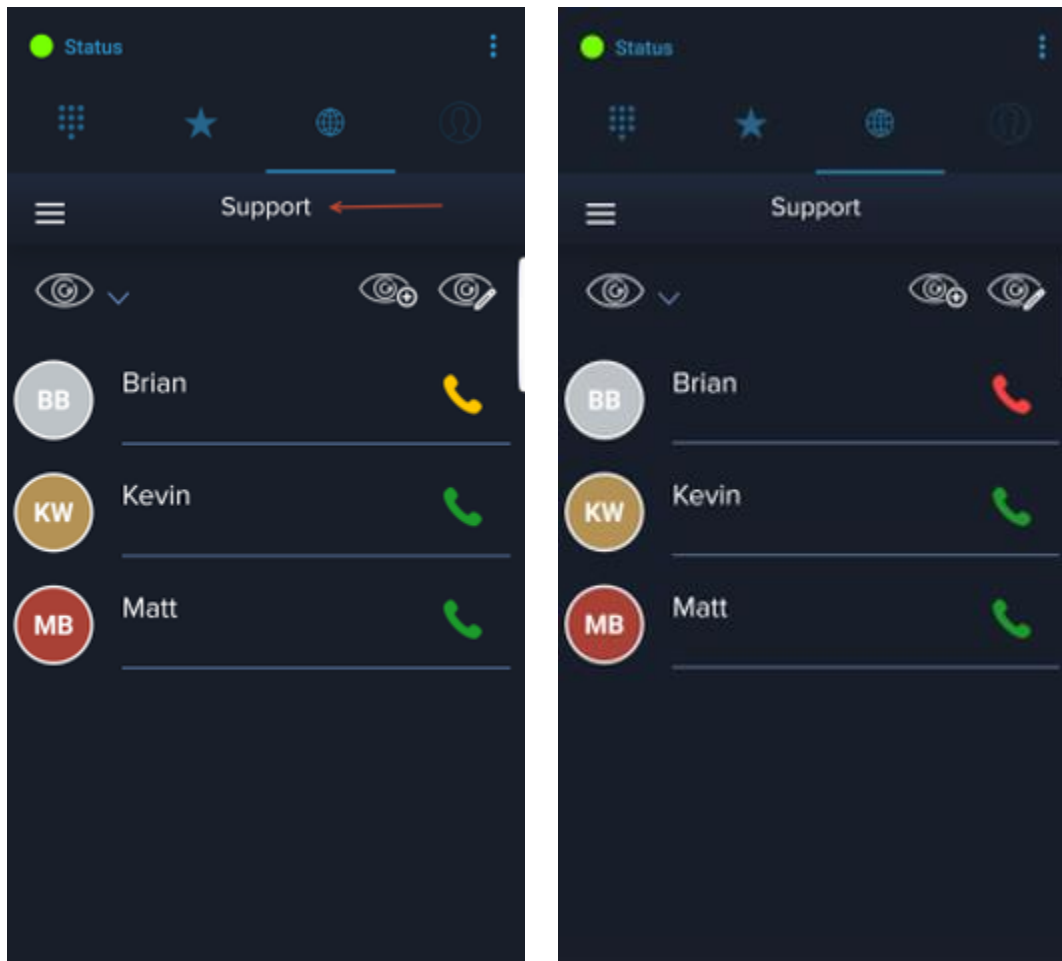 Status
Support
BB Brian
KW Kevin
MB Matt
Status
Support
BB Brian
KW Kevin
MB Matt